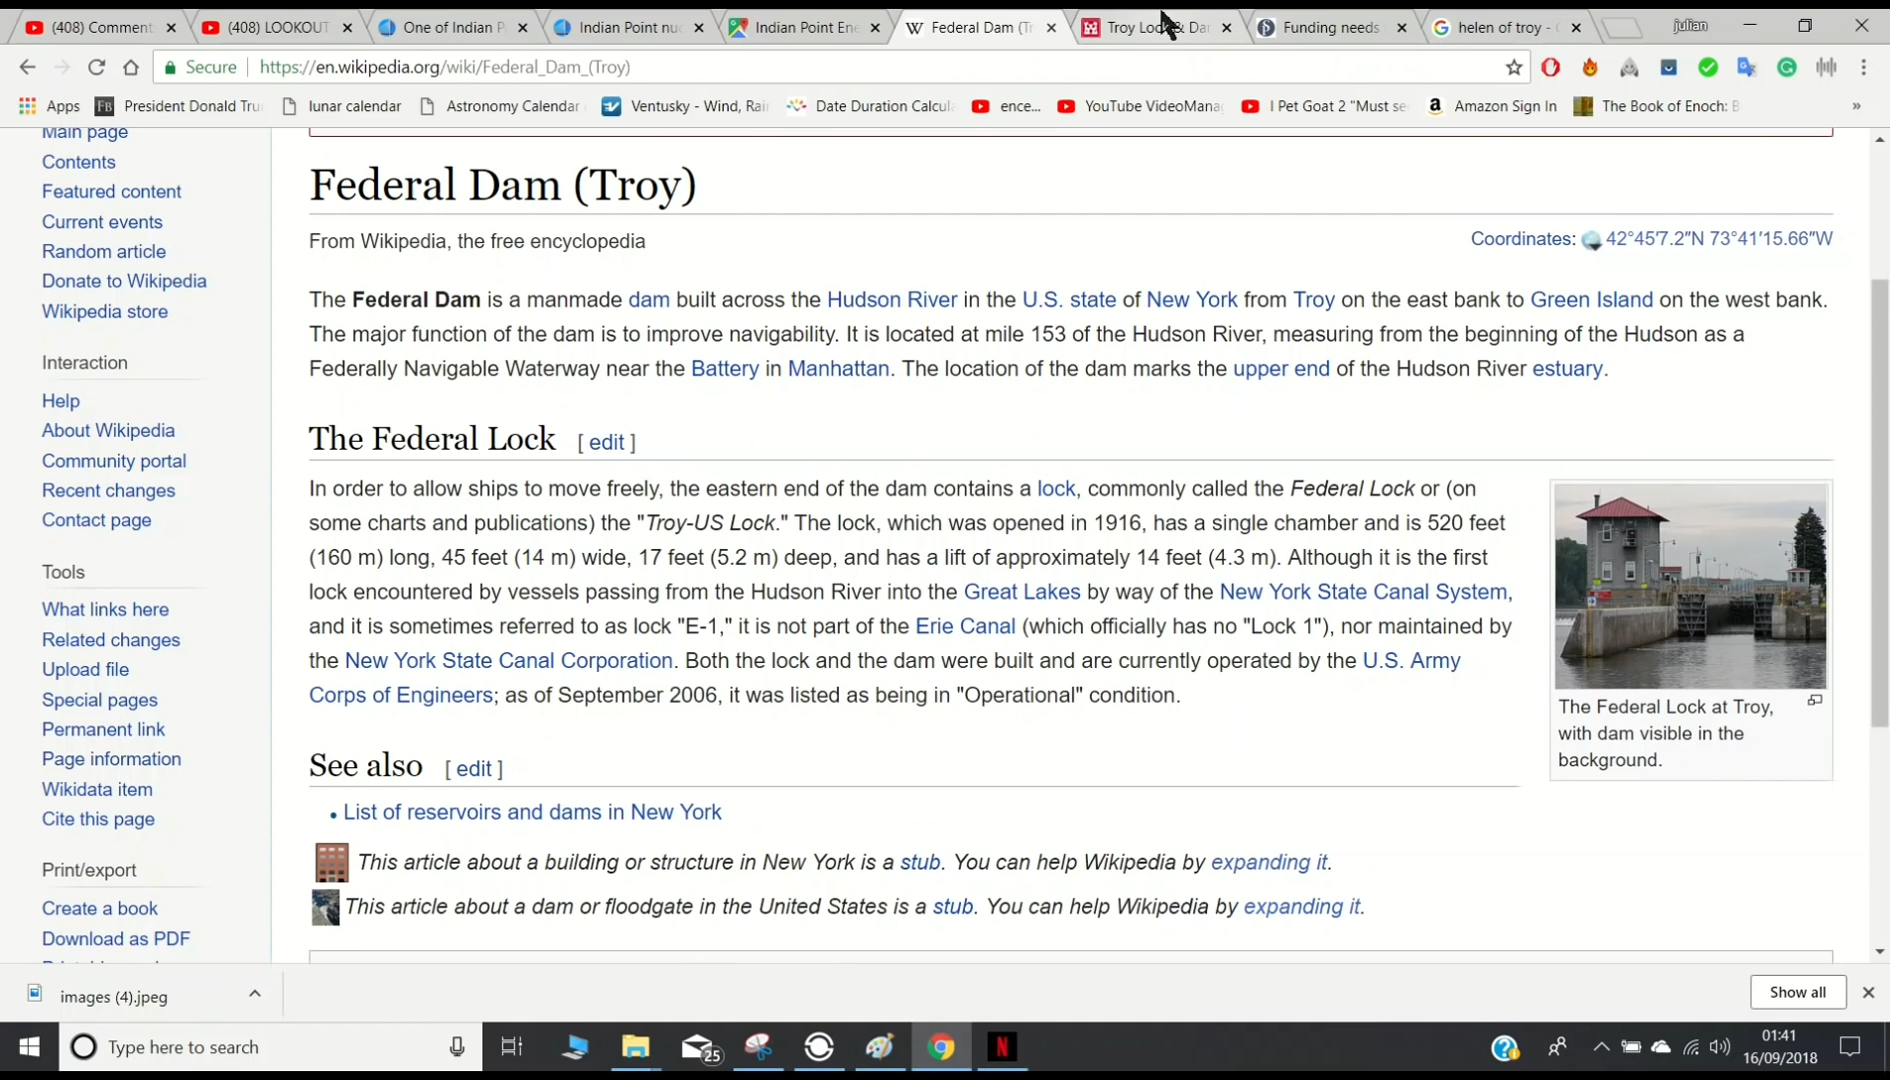 (408) Comment
(408) LOOKOUT
One of Indian P
Indian Point nuc
Indian Point Ene
W Federal Dam (Tr
Troy Lock & Dam
Funding needs
helen of troy -
julian
Secure
https://en.wikipedia.org/wiki/Federal_Dam_(Troy)
Apps
FB President Donald Tru
lunar calendar
Astronomy Calendar
Ventusky - Wind, Rain
Date Duration Calcula
ence...
YouTube VideoManag
I Pet Goat 2 "Must se
a Amazon Sign In
The Book of Enoch: B
»
Main page
Contents
Featured content
Current events
Random article
Donate to Wikipedia
Wikipedia store
Interaction
Help
About Wikipedia
Community portal
Recent changes
Contact page
Tools
What links here
Related changes
Upload file
Special pages
Permanent link
Page information
Wikidata item
Cite this page
Print/export
Create a book
Download as PDF
Federal Dam (Troy)
From Wikipedia, the free encyclopedia
Coordinates: 42°45′7.2″N 73°41′15.66″W
The Federal Dam is a manmade dam built across the Hudson River in the U.S. state of New York from Troy on the east bank to Green Island on the west bank.
The major function of the dam is to improve navigability. It is located at mile 153 of the Hudson River, measuring from the beginning of the Hudson as a
Federally Navigable Waterway near the Battery in Manhattan. The location of the dam marks the upper end of the Hudson River estuary.
The Federal Lock [ edit ]
In order to allow ships to move freely, the eastern end of the dam contains a lock, commonly called the Federal Lock or (on
some charts and publications) the "Troy-US Lock." The lock, which was opened in 1916, has a single chamber and is 520 feet
(160 m) long, 45 feet (14 m) wide, 17 feet (5.2 m) deep, and has a lift of approximately 14 feet (4.3 m). Although it is the first
lock encountered by vessels passing from the Hudson River into the Great Lakes by way of the New York State Canal System,
and it is sometimes referred to as lock "E-1," it is not part of the Erie Canal (which officially has no "Lock 1"), nor maintained by
the New York State Canal Corporation. Both the lock and the dam were built and are currently operated by the U.S. Army
Corps of Engineers; as of September 2006, it was listed as being in "Operational" condition.
The Federal Lock at Troy,
with dam visible in the
background.
See also [ edit ]
• List of reservoirs and dams in New York
This article about a building or structure in New York is a stub. You can help Wikipedia by expanding it.
This article about a dam or floodgate in the United States is a stub. You can help Wikipedia by expanding it.
images (4).jpeg
Show all
Type here to search
25
N
01:41
16/09/2018